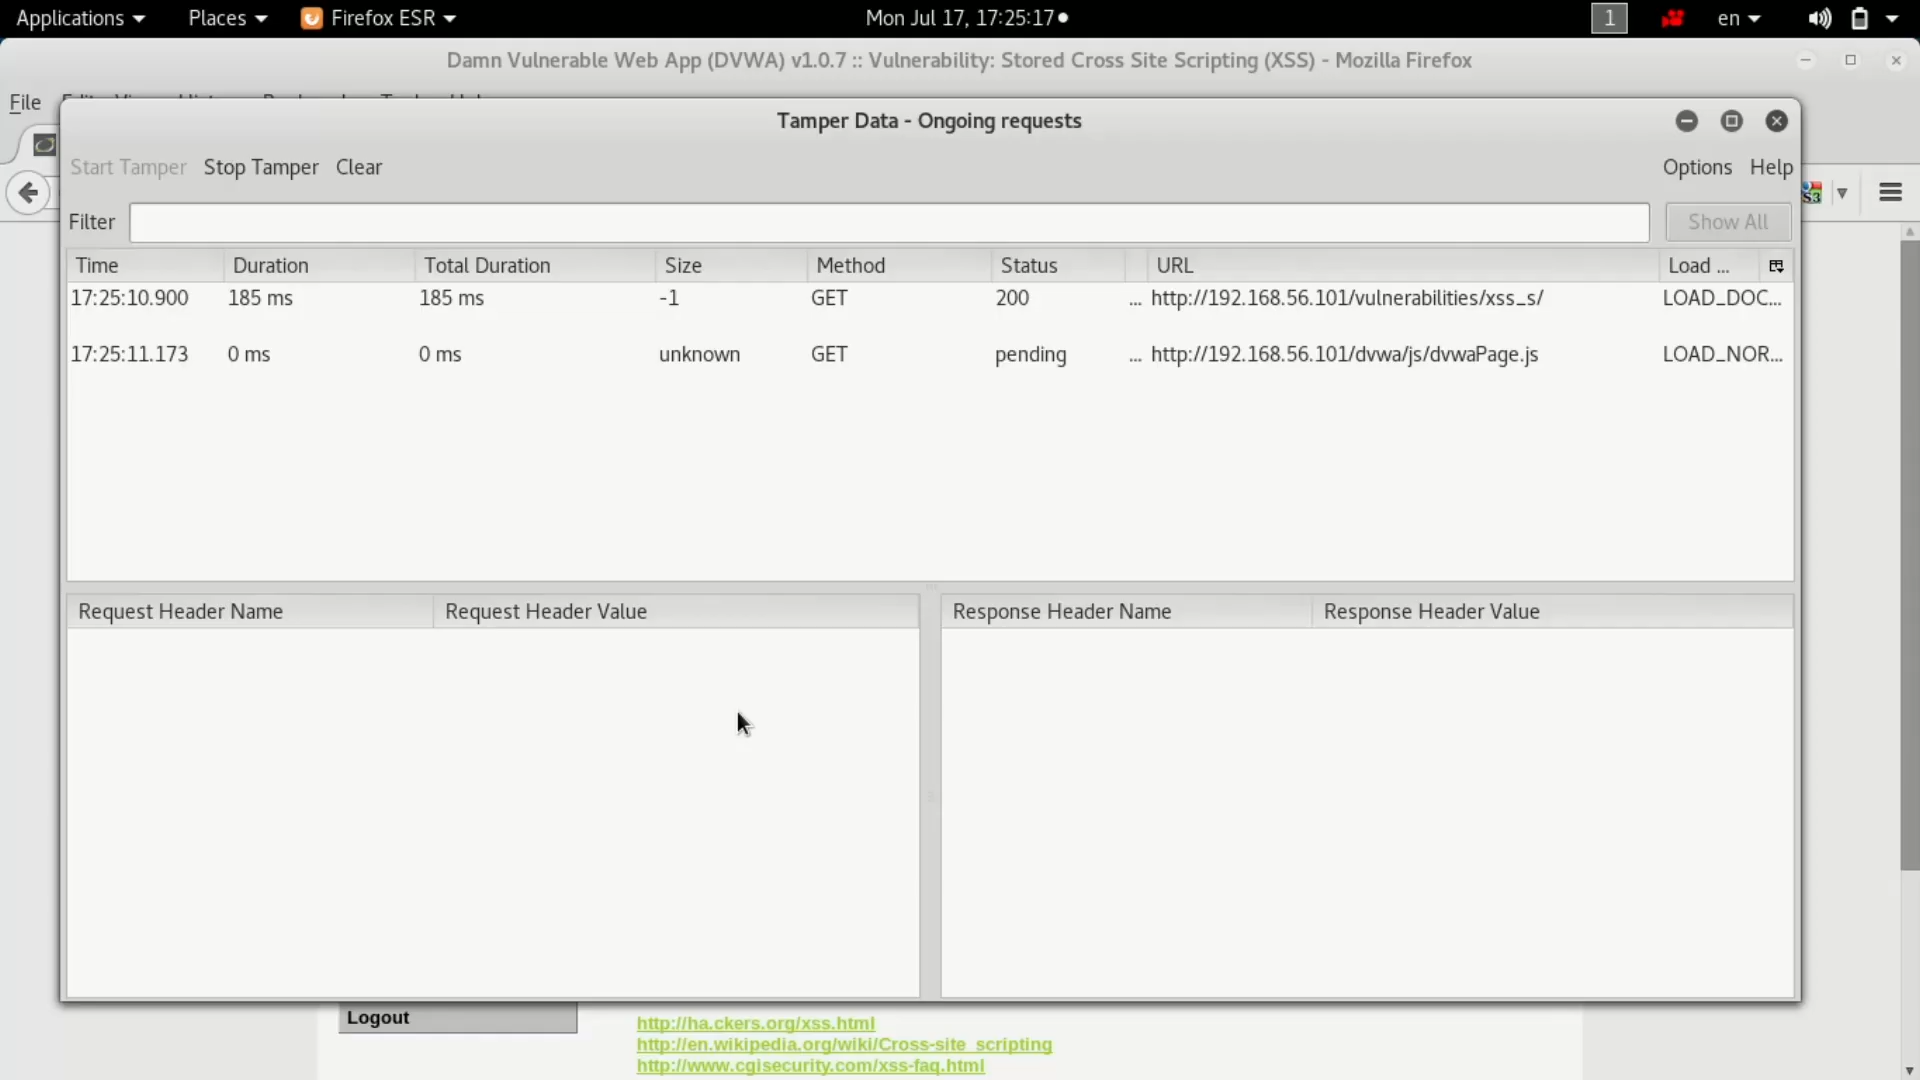 Applications Places Firefox ESR Mon Jul 17, 17:25:17 1 en
Damn Vulnerable Web App (DVWA) v1.0.7 :: Vulnerability: Stored Cross Site Scripting (XSS) - Mozilla Firefox
File
Tamper Data - Ongoing requests
Start Tamper Stop Tamper Clear Options Help
Filter Show All
Time Duration Total Duration Size Method Status URL Load ...
17:25:10.900 185 ms 185 ms -1 GET 200 ... http://192.168.56.101/vulnerabilities/xss_s/ LOAD_DOC...
17:25:11.173 0 ms 0 ms unknown GET pending ... http://192.168.56.101/dvwa/js/dvwaPage.js LOAD_NOR...
Request Header Name Request Header Value Response Header Name Response Header Value
Logout
http://ha.ckers.org/xss.html
http://en.wikipedia.org/wiki/Cross-site_scripting
http://www.cgisecurity.com/xss-faq.html